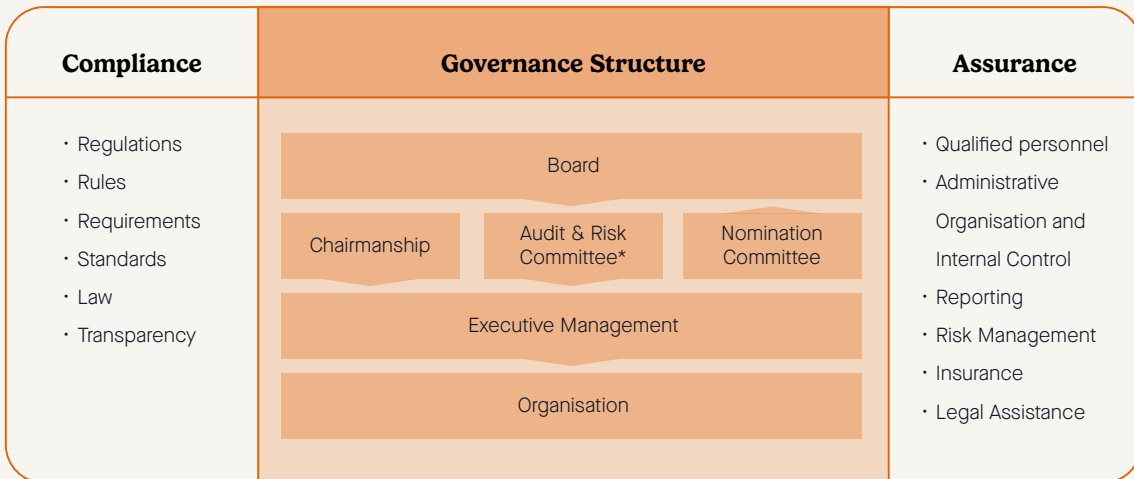 Compliance
· Regulations
· Rules
· Requirements
· Standards
· Law
· Transparency
Governance Structure
Board
Chairmanship
Audit & Risk
Committee*
Nomination
Committee
Executive Management
Organisation
Assurance
· Qualified personnel
· Administrative
Organisation and
Internal Control
· Reporting
· Risk Management
· Insurance
· Legal Assistance